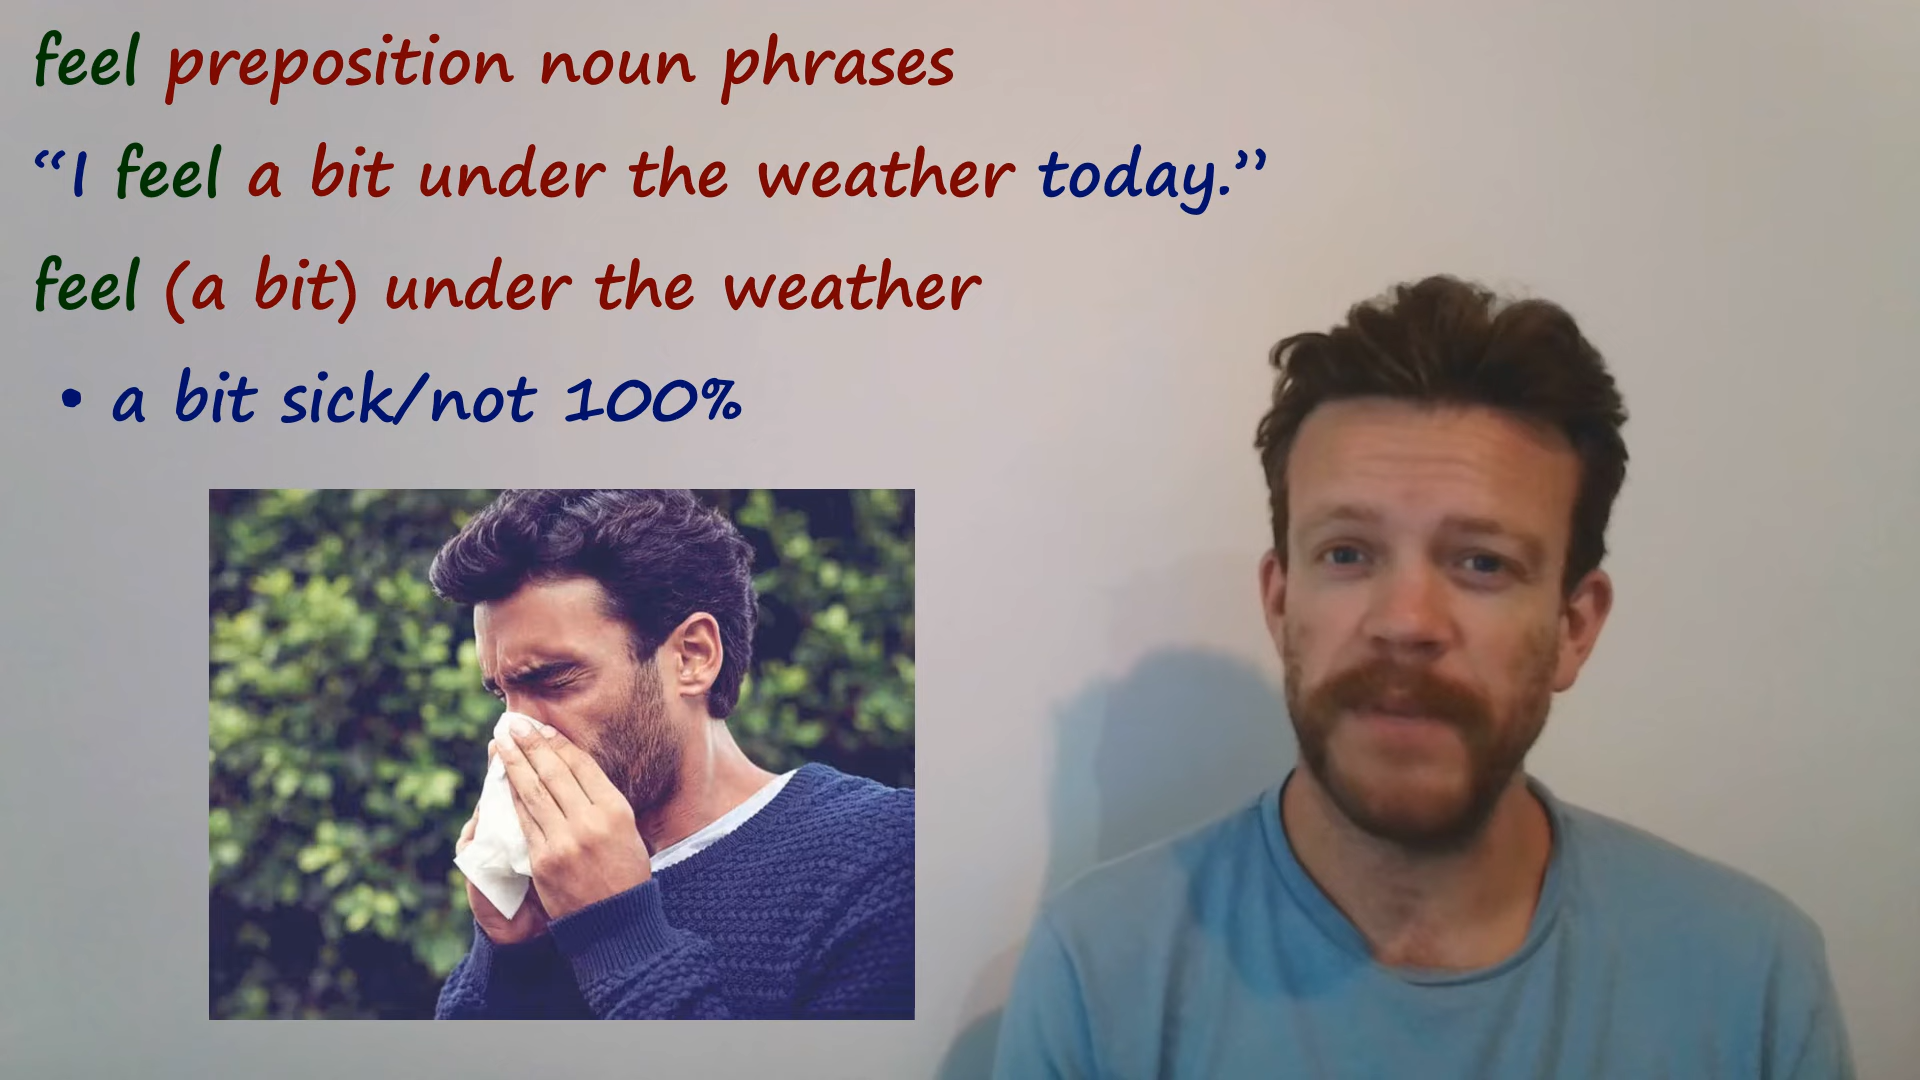 feel preposition noun phrases
“I feel a bit under the weather today.”
feel (a bit) under the weather
• a bit sick/not 100%